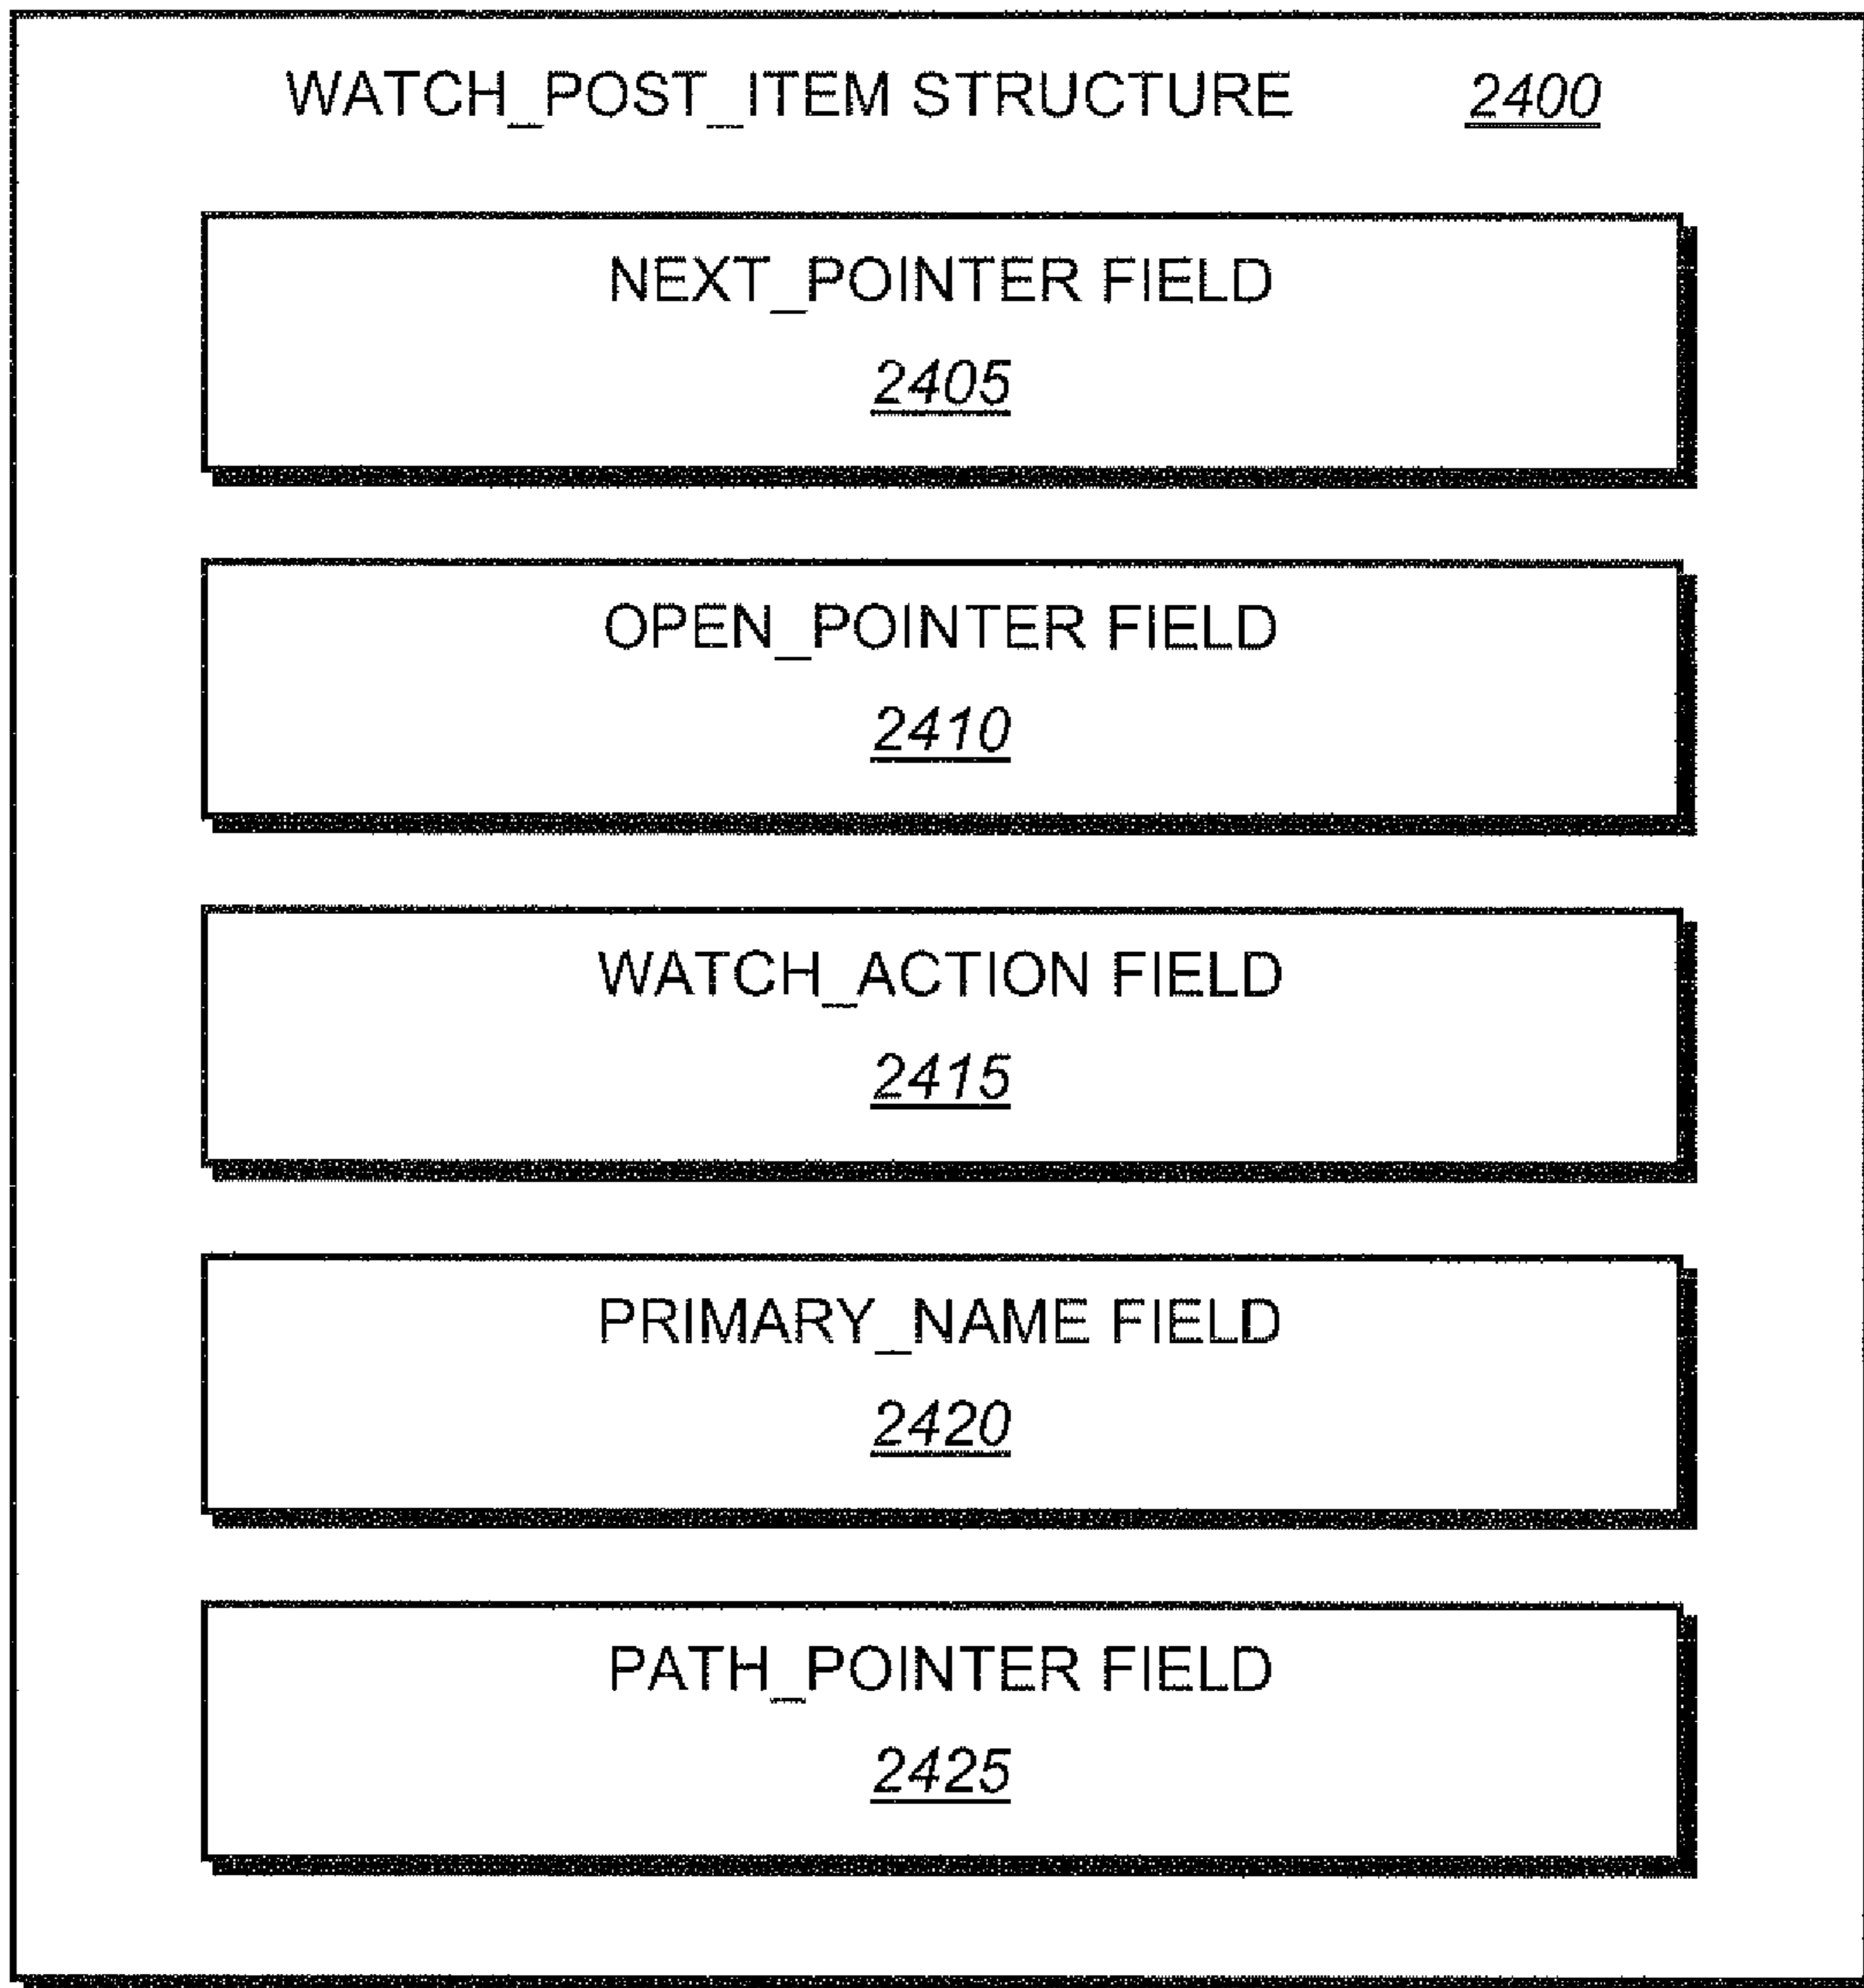 WATCH_POST_ITEM STRUCTURE 2400
NEXT_POINTER FIELD
2405
OPEN_POINTER FIELD
2410
WATCH_ACTION FIELD
2415
PRIMARY_NAME FIELD
2420
PATH_POINTER FIELD
2425